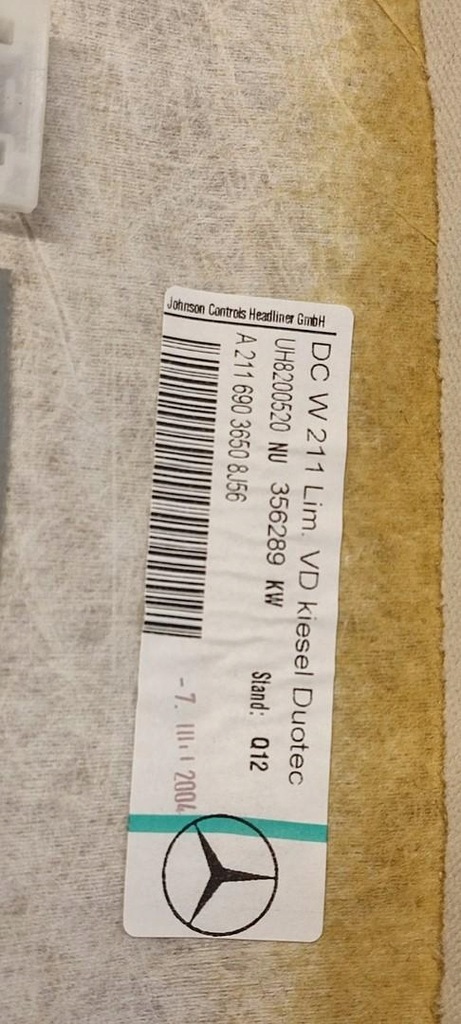 Johnson Controls Headliner GmbH
DC W 211 Lim. VD kiesel Duotec
UH8200520 NU 356289 KW
A 211 690 3650 8J56
Stand: Q12
- 7. 2004